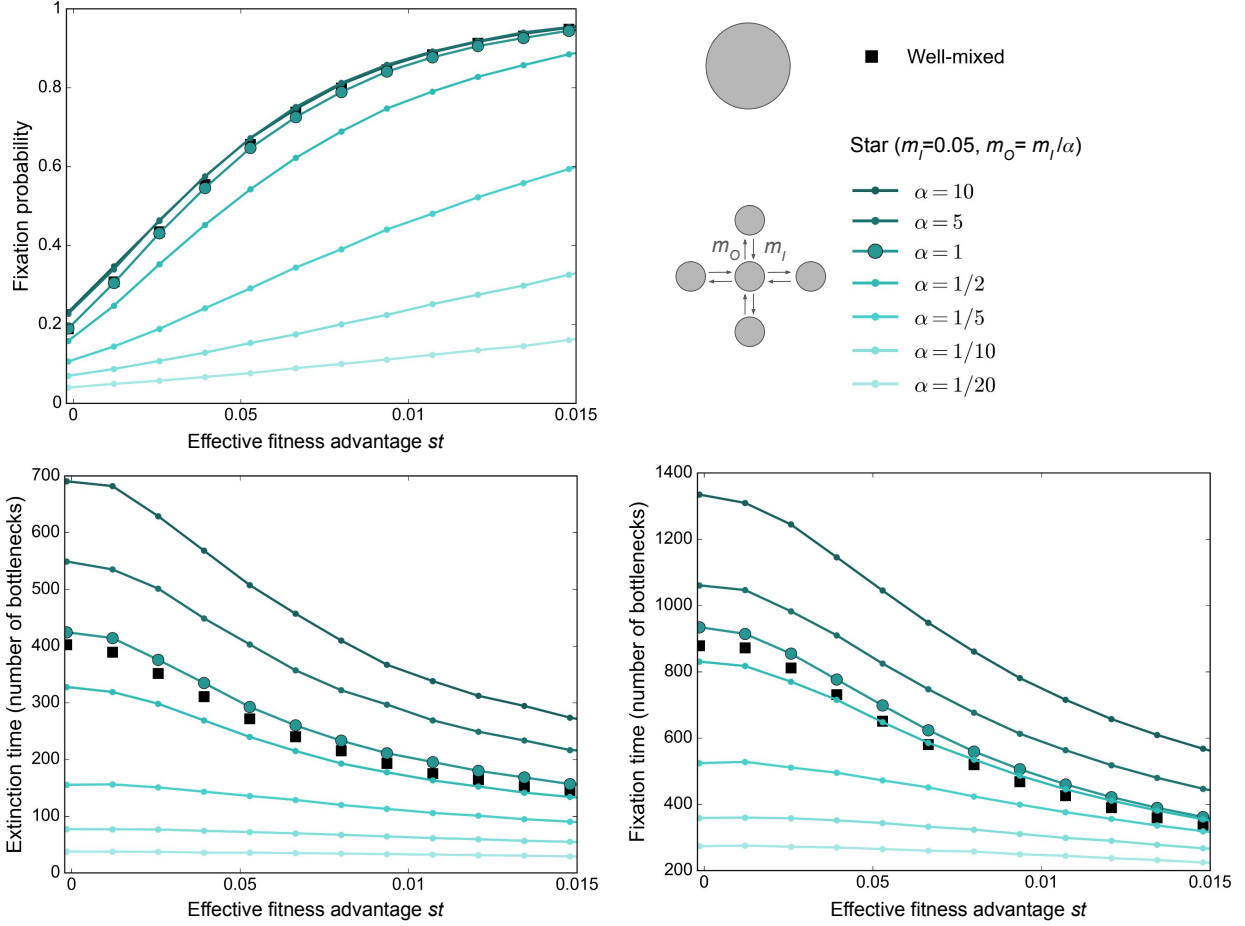 1
0.8
0.6
0.4
0.2
0
Fixation probability
0 0.05 0.01 0.015
Effective fitness advantage st
Well-mixed
Star (m_I=0.05, m_O= m_I/α)
m_O m_I
α = 10
α = 5
α = 1
α = 1/2
α = 1/5
α = 1/10
α = 1/20
700
600
500
400
300
200
100
0
Extinction time (number of bottlenecks)
0 0.05 0.01 0.015
Effective fitness advantage st
1400
1200
1000
800
600
400
200
Fixation time (number of bottlenecks)
0 0.05 0.01 0.015
Effective fitness advantage st